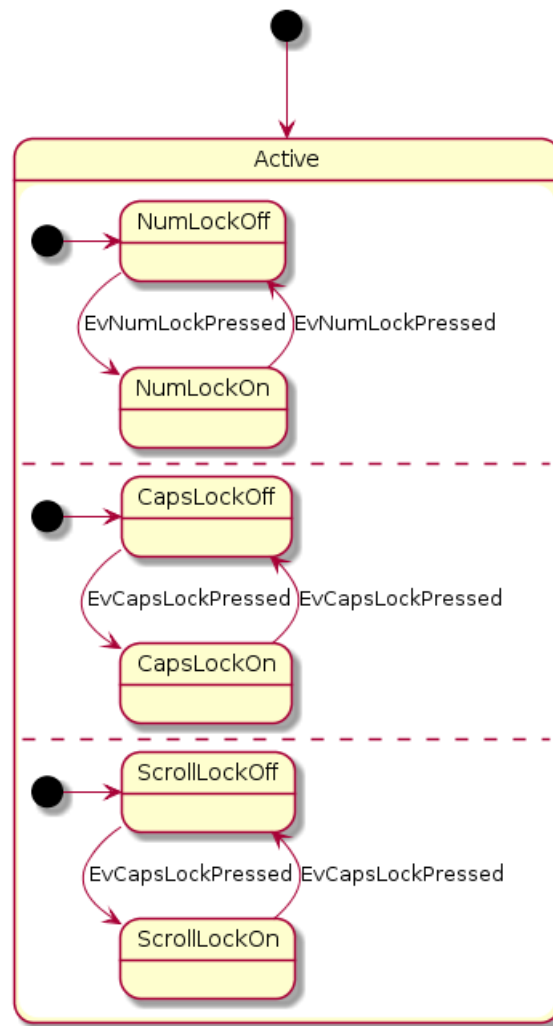 Active
NumLockOff
EvNumLockPressed EvNumLockPressed
NumLockOn
CapsLockOff
EvCapsLockPressed EvCapsLockPressed
CapsLockOn
ScrollLockOff
EvCapsLockPressed EvCapsLockPressed
ScrollLockOn